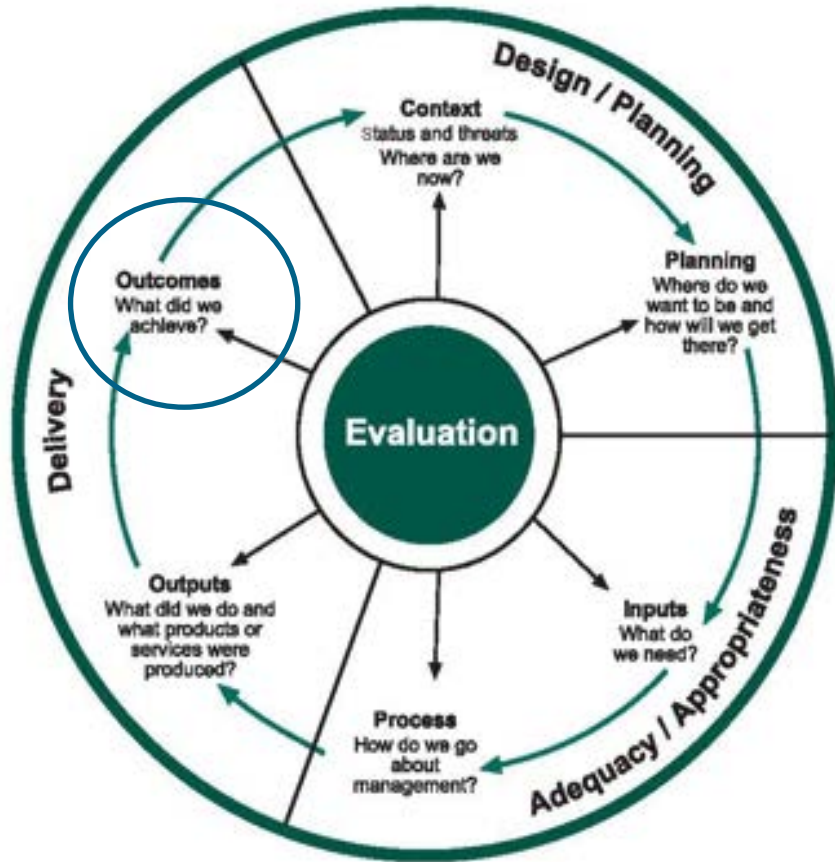 Design / Planning
Context
Status and threats
Where are we
now?
Planning
Where do we
want to be and
how will we get
there?
Outcomes
What did we
achieve?
Evaluation
Delivery
Outputs
What did we do and
what products or
services were
produced?
Inputs
What do
we need?
Process
How do we go
about
management?
Adequacy / Appropriateness